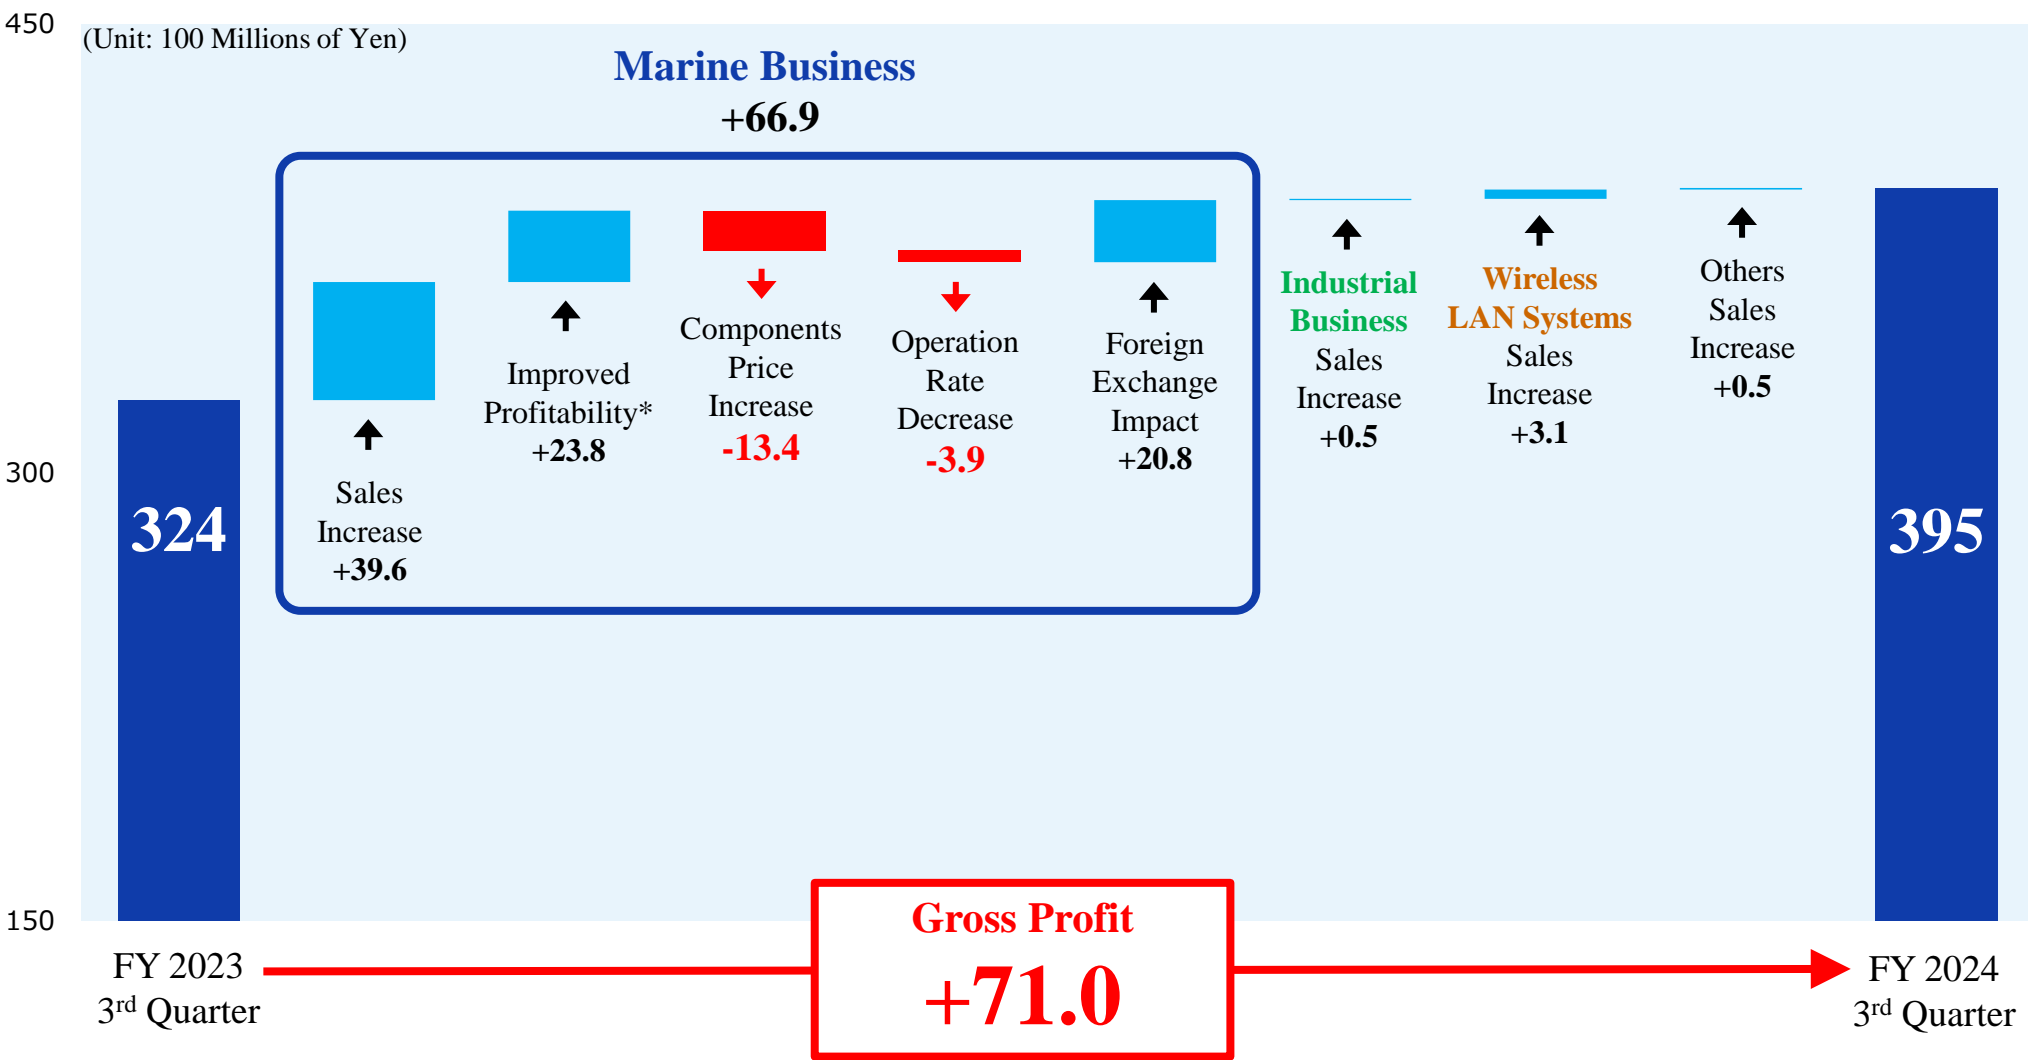 450
(Unit: 100 Millions of Yen)
Marine Business
+66.9
300
150
324
Sales
Increase
+39.6
Improved
Profitability*
+23.8
Components
Price
Increase
-13.4
Operation
Rate
Decrease
-3.9
Foreign
Exchange
Impact
+20.8
Industrial
Business
Sales
Increase
+0.5
Wireless
LAN Systems
Sales
Increase
+3.1
Others
Sales
Increase
+0.5
395
FY 2023
3rd Quarter
Gross Profit
+71.0
FY 2024
3rd Quarter